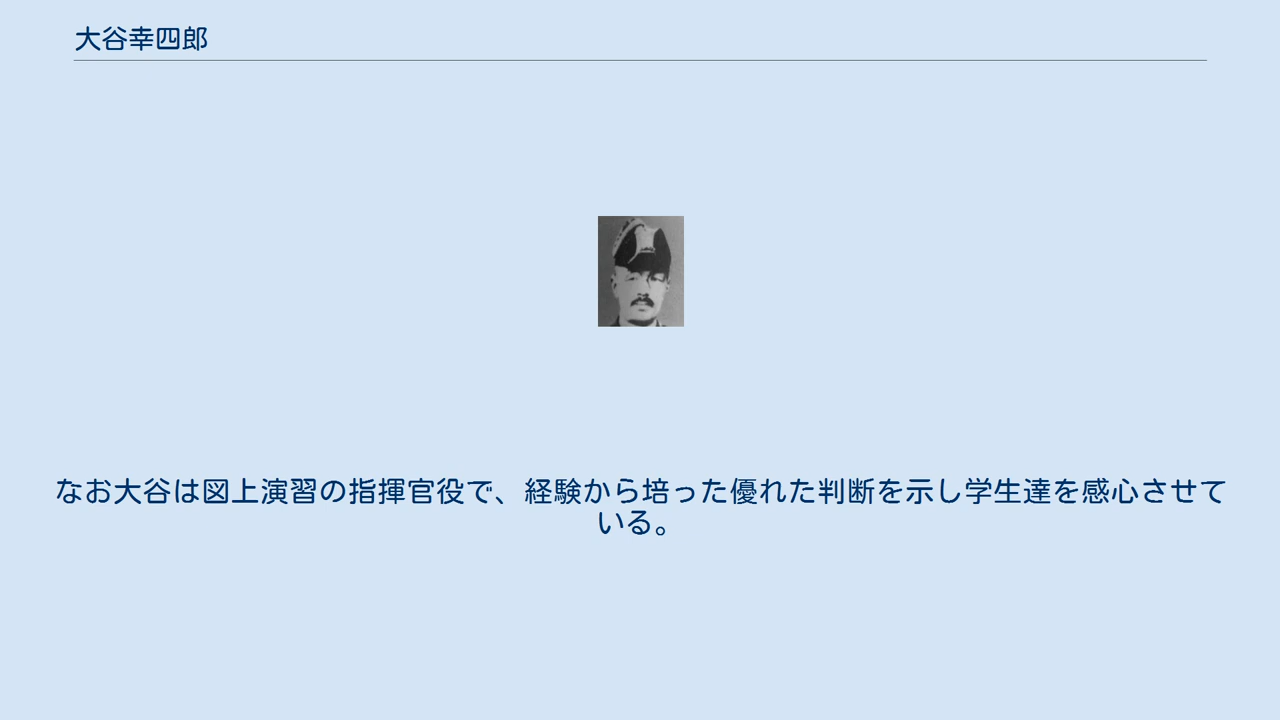 大谷幸四郎
なお大谷は図上演習の指揮官役で、経験から培った優れた判断を示し学生達を感心させて
いる。